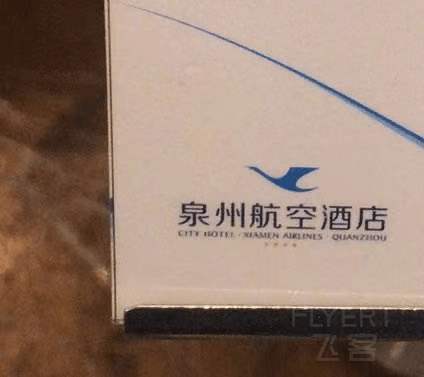 泉州航空酒店
CITY HOTEL · XIAMEN AIRLINES · QUANZHOU
FLYERT
飞客